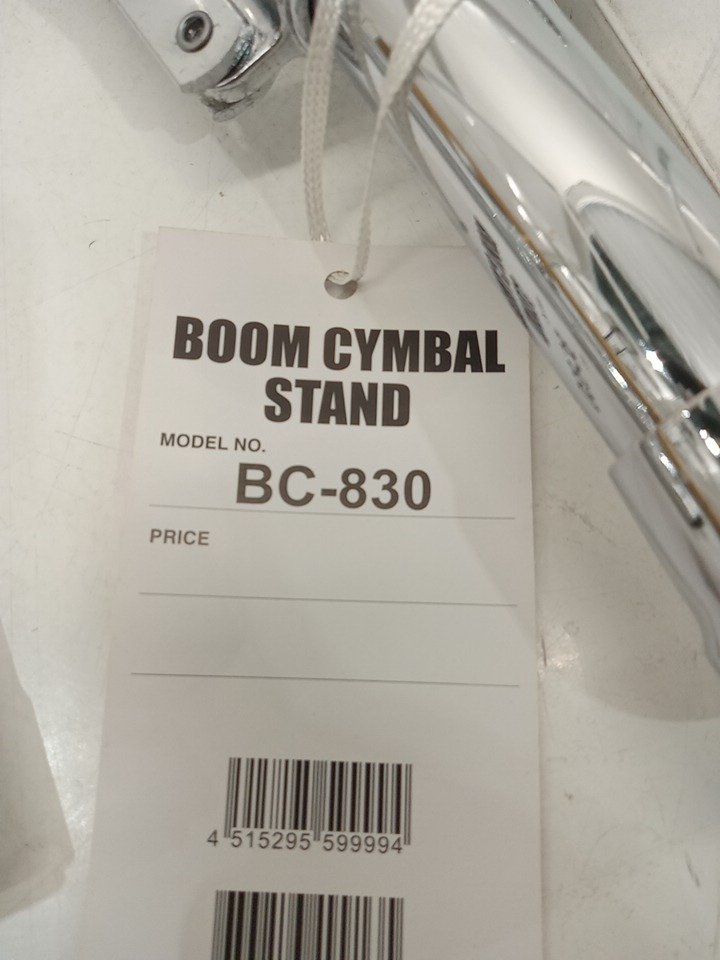 BOOM CYMBAL
STAND
MODEL NO.
BC-830
PRICE
4 515295 599994